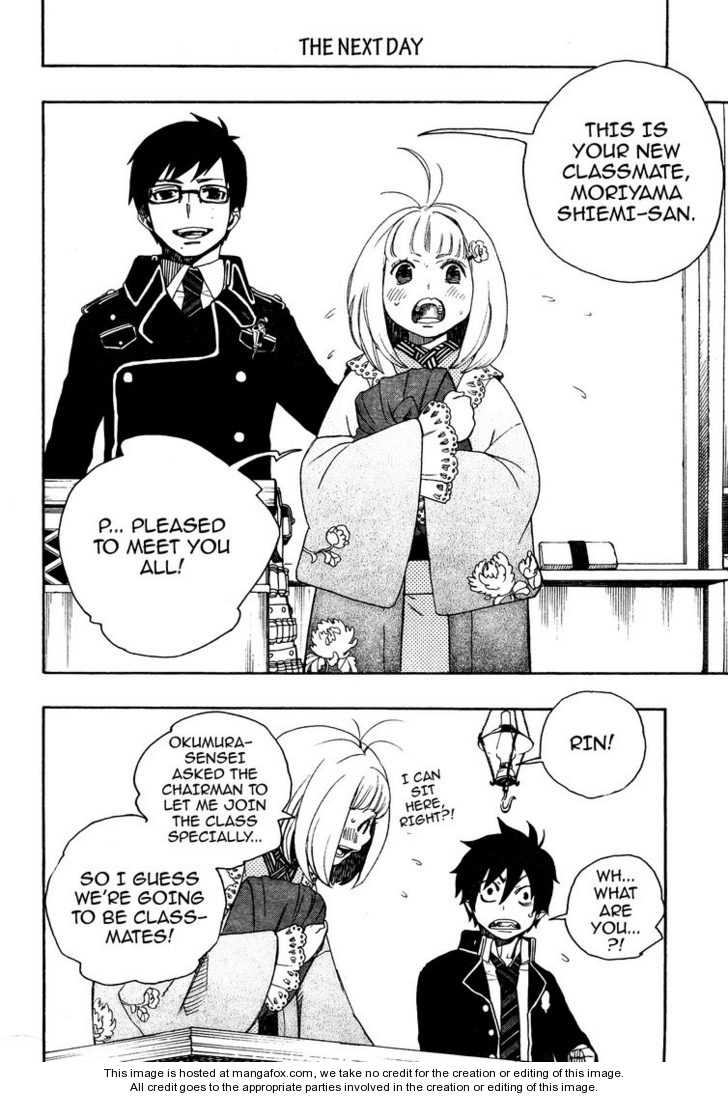 THE NEXT DAY
THIS IS
YOUR NEW
CLASSMATE,
MORIYAMA
SHIEMI-SAN.
P... PLEASED
TO MEET YOU
ALL!
RIN!
OKUMURA-
SENSEI
ASKED THE
CHAIRMAN TO
LET ME JOIN
THE CLASS
SPECIALLY...
I CAN
SIT
HERE,
RIGHT?!
SO I GUESS
WE'RE GOING
TO BE CLASS-
MATES!
WH...
WHAT
ARE
YOU...
?!
This image is hosted at mangafox.com, we take no credit for the creation or editing of this image.
All credit goes to the appropriate parties involved in the creation or editing of this image.